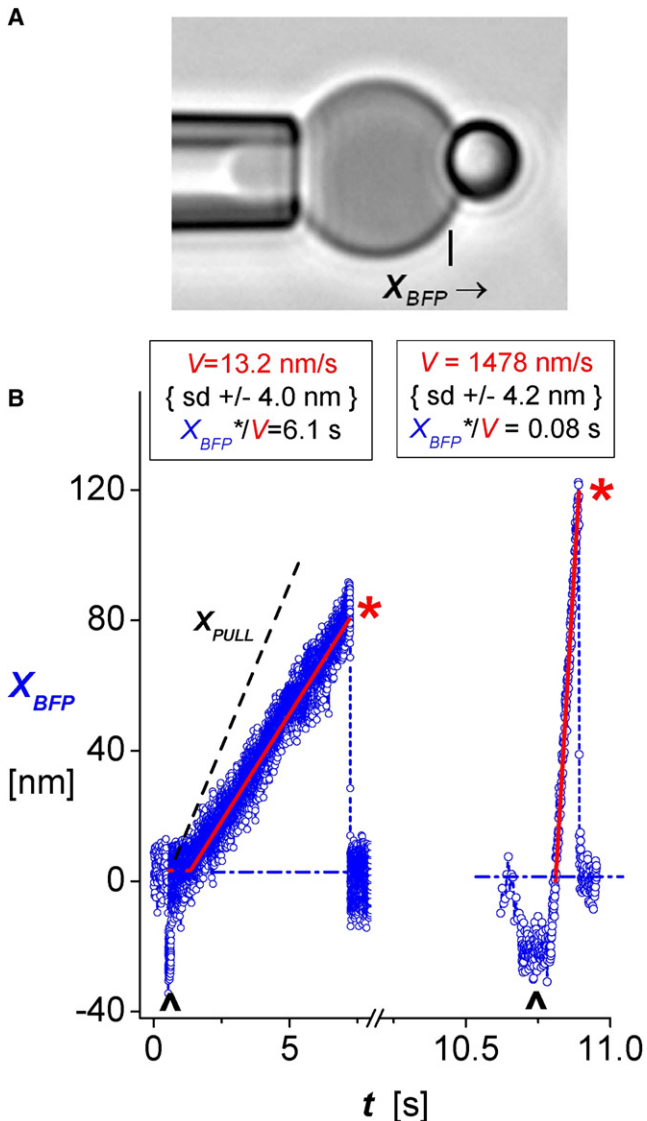 A
X_BFP →
B
V=13.2 nm/s
{ sd +/- 4.0 nm }
X_BFP*/V=6.1 s
V = 1478 nm/s
{ sd +/- 4.2 nm }
X_BFP*/V = 0.08 s
120
*
X_PULL
80
*
X_BFP
40
[nm]
0
-40
^
^
0
5
10.5
11.0
t [s]